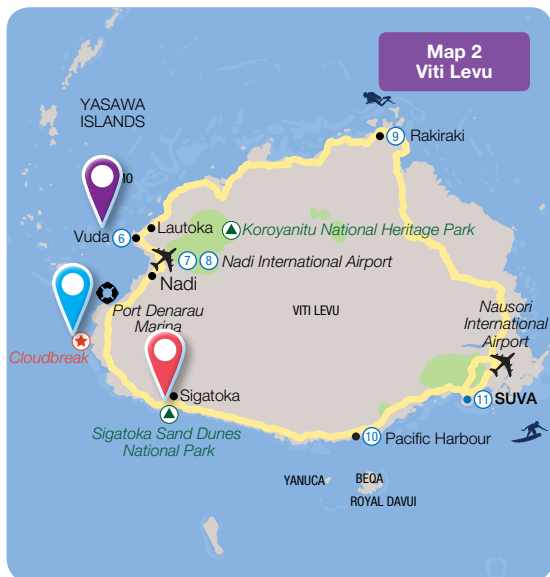 Map 2
Viti Levu
YASAWA
ISLANDS
9 Rakiraki
Lautoka
Koroyanitu National Heritage Park
Vuda 6
7 8 Nadi International Airport
Nadi
Port Denarau
Marina
VITI LEVU
Nausori
International
Airport
Cloudbreak
Sigatoka
11 SUVA
Sigatoka Sand Dunes
National Park
10 Pacific Harbour
YANUCA
BEQA
ROYAL DAVUI